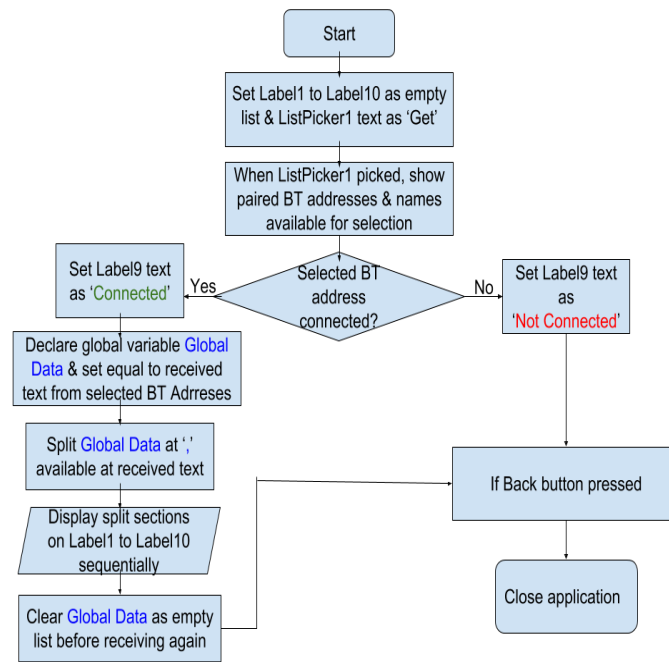 Start
Set Label1 to Label10 as empty
list & ListPicker1 text as ‘Get’
When ListPicker1 picked, show
paired BT addresses & names
available for selection
Selected BT
address
connected?
Yes
No
Set Label9 text
as ‘Connected’
Set Label9 text
as
‘Not Connected’
Declare global variable Global
Data & set equal to received
text from selected BT Adrreses
Split Global Data at ‘,’
available at received text
Display split sections
on Label1 to Label10
sequentially
Clear Global Data as empty
list before receiving again
If Back button pressed
Close application